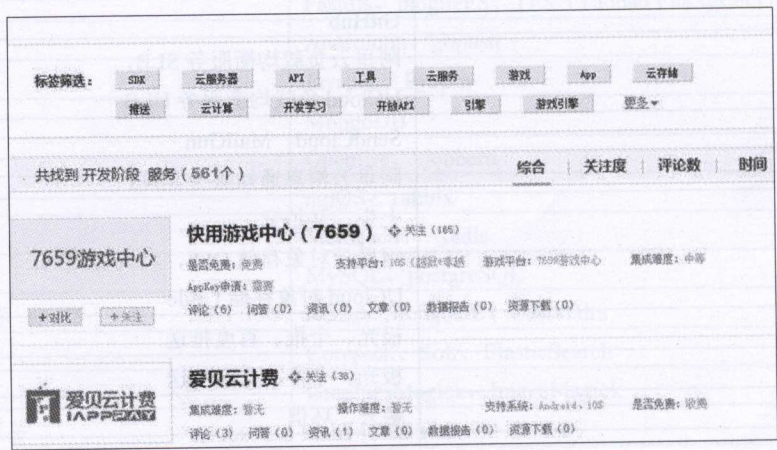 标签筛选： SDK 云服务器 API 工具 云服务 游戏 App 云存储
推送 云计算 开发学习 开放API 引擎 游戏引擎 更多
共找到 开发阶段 服务（561个） 综合 关注度 评论数 时间
7659游戏中心
快用游戏中心（7659） 关注（165）
是否免费：免费 支持平台：iOS（越狱+非越 游戏平台：7659游戏中心 集成难度：中等
AppKey申请：需要
评论（6） 问答（0） 资讯（0） 文章（0） 数据报告（0） 资源下载（0）
+对比 +关注
爱贝云计费
IAPPPAY
爱贝云计费 关注（38）
集成难度：暂无 操作难度：暂无 支持系统：Android、iOS 是否免费：收费
评论（3） 问答（0） 资讯（1） 文章（0） 数据报告（0） 资源下载（0）